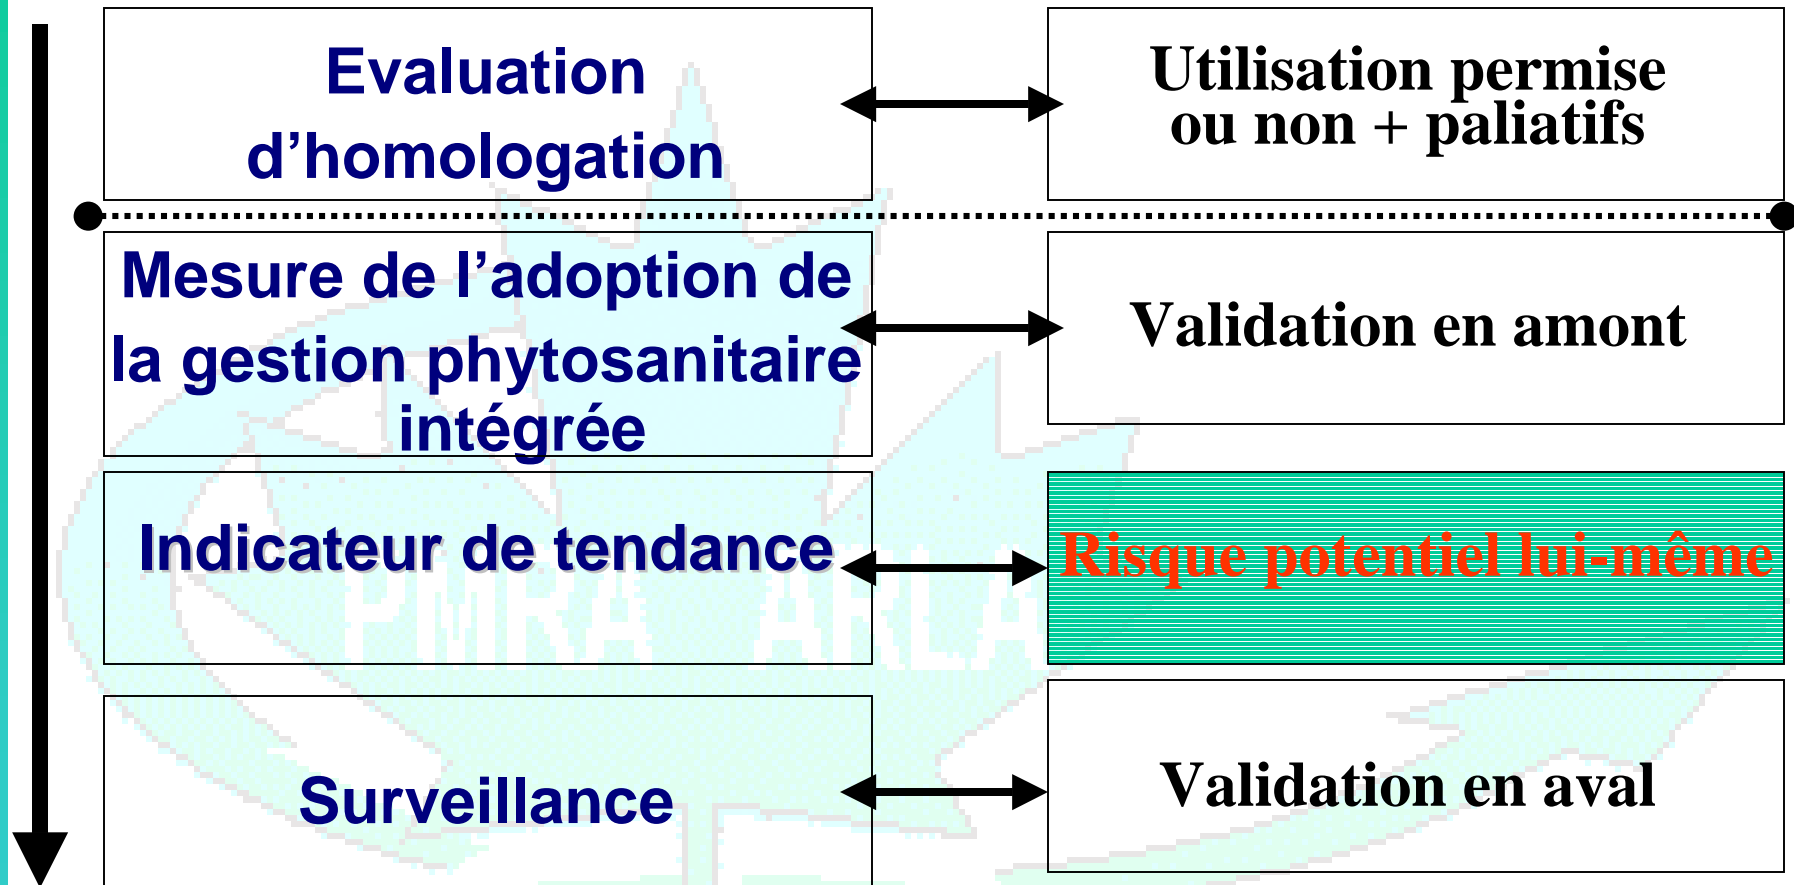 Evaluation
d’homologation
Utilisation permise
ou non + paliatifs
Mesure de l’adoption de
la gestion phytosanitaire
intégrée
Validation en amont
Indicateur de tendance
Risque potentiel lui-même
PMRA ARLA
Surveillance
Validation en aval